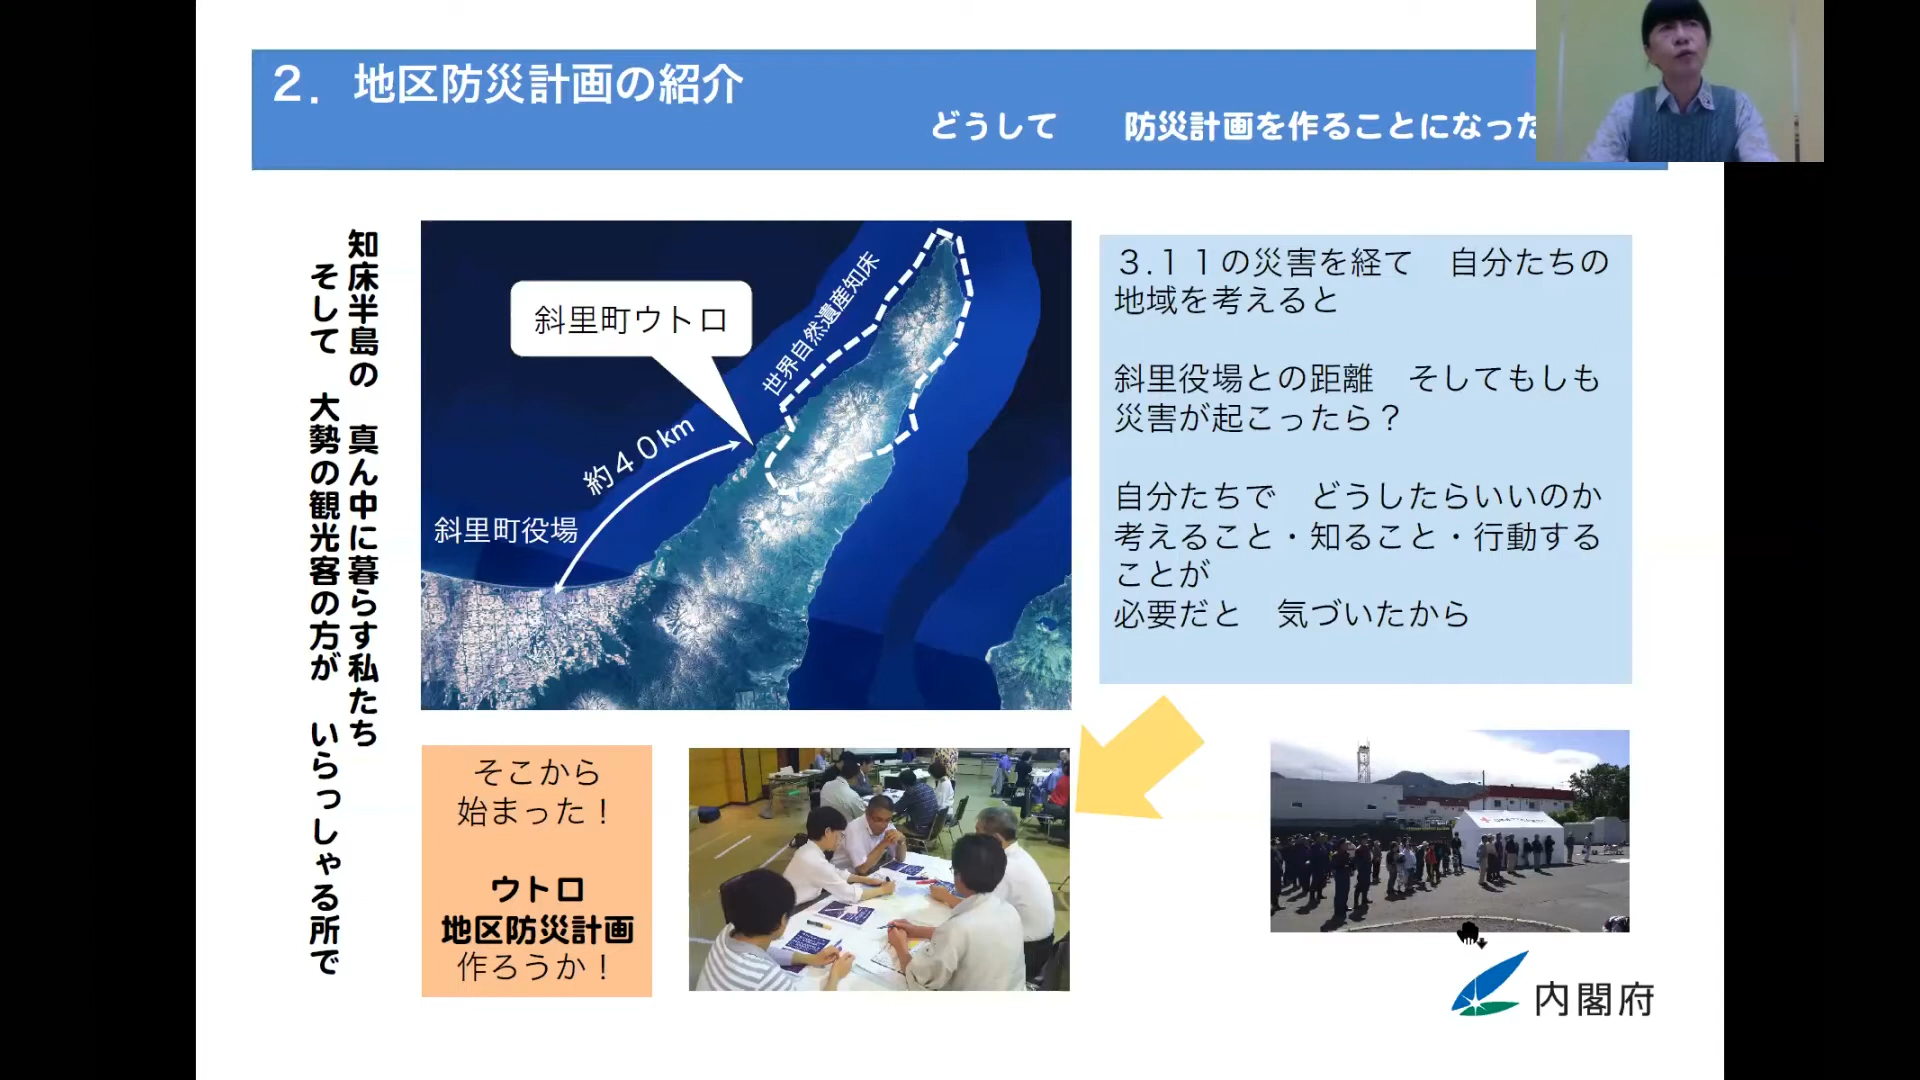 ２．地区防災計画の紹介
どうして　　防災計画を作ることになった
知床半島の　真ん中に暮らす私たち
そして　大勢の観光客の方が　いらっしゃる所で
斜里町ウトロ
世界自然遺産知床
約４０km
斜里町役場
３.１１の災害を経て　自分たちの
地域を考えると
斜里役場との距離　そしてもしも
災害が起こったら？
自分たちで　どうしたらいいのか
考えること・知ること・行動する
ことが
必要だと　気づいたから
そこから
始まった！
ウトロ
地区防災計画
作ろうか！
内閣府